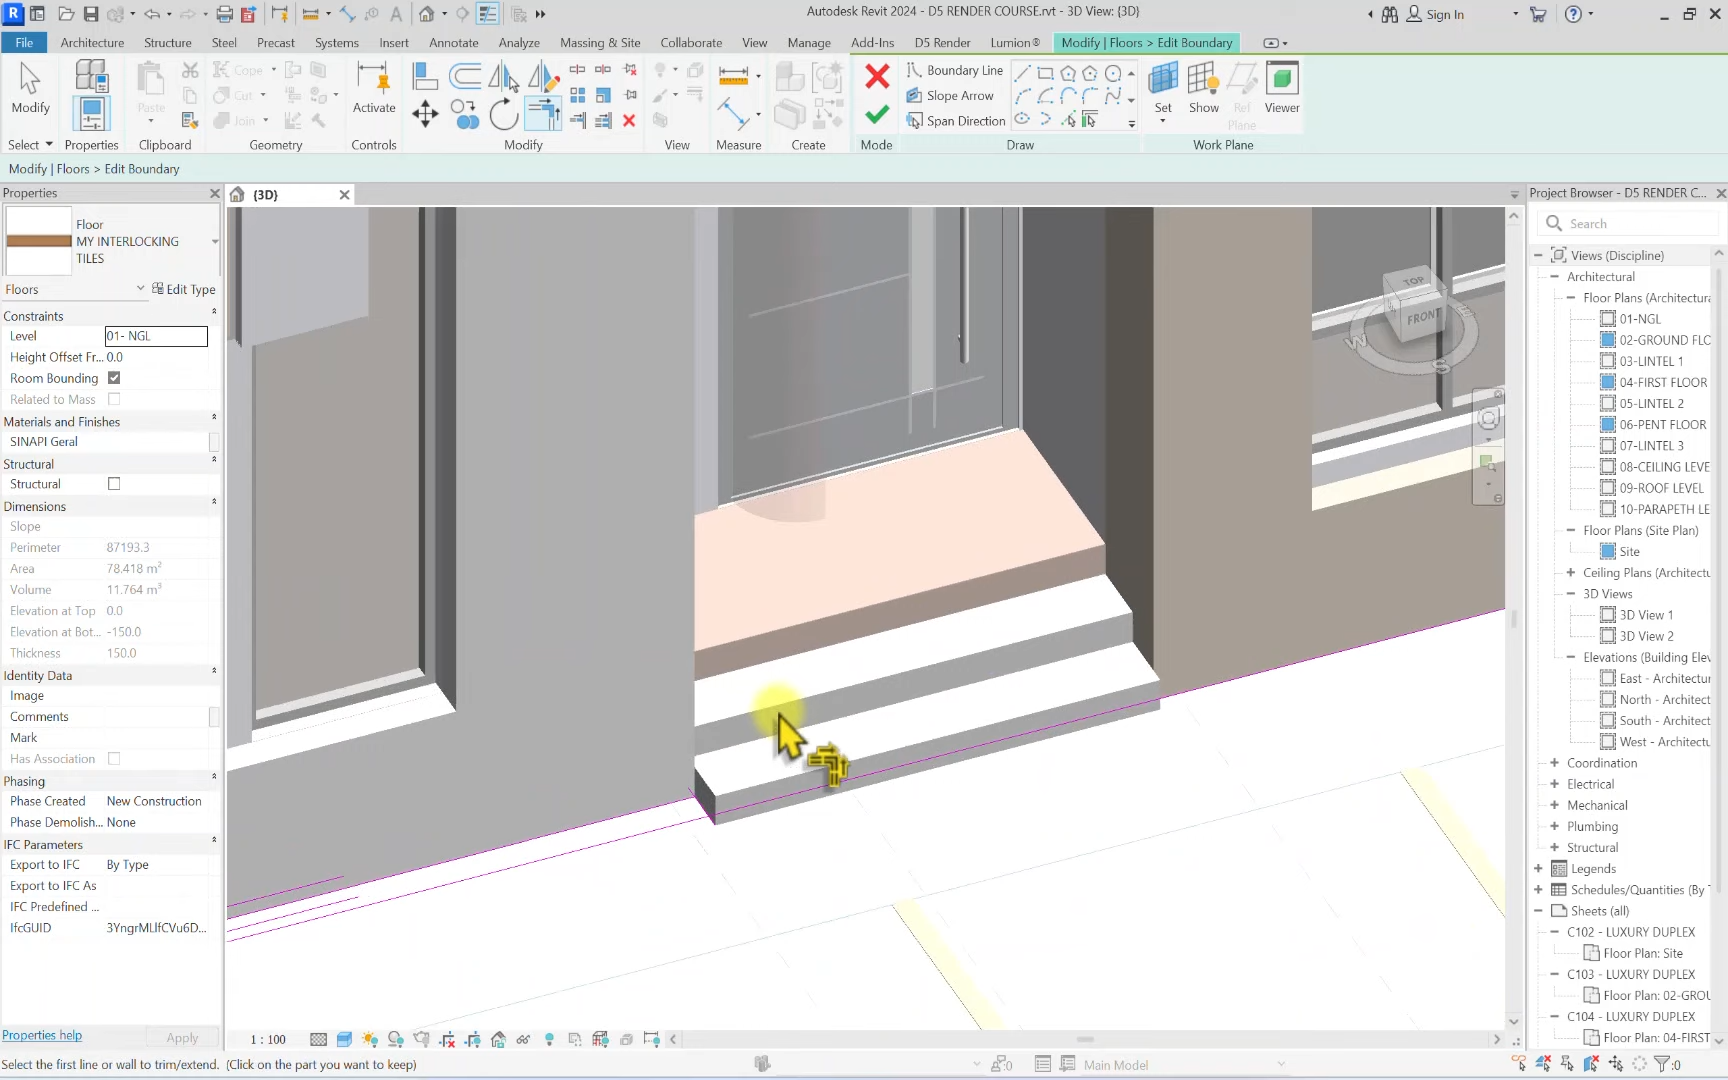 Autodesk Revit 2024 - D5 RENDER COURSE.rvt - 3D View: {3D}
Sign In
File
Architecture
Structure
Steel
Precast
Systems
Insert
Annotate
Analyze
Massing & Site
Collaborate
View
Manage
Add-Ins
D5 Render
Lumion®
Modify | Floors > Edit Boundary
Modify
Paste
Cope
Cut
Join
Activate
Boundary Line
Slope Arrow
Span Direction
Set
Show
Ref
Plane
Viewer
Select
Properties
Clipboard
Geometry
Controls
Modify
View
Measure
Create
Mode
Draw
Work Plane
Modify | Floors > Edit Boundary
Properties
Floor
MY INTERLOCKING
TILES
Floors
Edit Type
Constraints
Level 01- NGL
Height Offset Fr... 0.0
Room Bounding
Related to Mass
Materials and Finishes
SINAPI Geral
Structural
Structural
Dimensions
Slope
Perimeter 87193.3
Area 78.418 m²
Volume 11.764 m³
Elevation at Top 0.0
Elevation at Bot... -150.0
Thickness 150.0
Identity Data
Image
Comments
Mark
Has Association
Phasing
Phase Created New Construction
Phase Demolish... None
IFC Parameters
Export to IFC By Type
Export to IFC As
IFC Predefined ...
IfcGUID 3YngrMLlfCVu6D...
Properties help
Apply
{3D}
TOP
FRONT
W
S
E
1 : 100
Project Browser - D5 RENDER C...
Search
Views (Discipline)
Architectural
Floor Plans (Architectura
01-NGL
02-GROUND FLO
03-LINTEL 1
04-FIRST FLOOR
05-LINTEL 2
06-PENT FLOOR
07-LINTEL 3
08-CEILING LEVE
09-ROOF LEVEL
10-PARAPETH LE
Floor Plans (Site Plan)
Site
Ceiling Plans (Architectu
3D Views
3D View 1
3D View 2
Elevations (Building Elev
East - Architectur
North - Architect
South - Architect
West - Architectu
Coordination
Electrical
Mechanical
Plumbing
Structural
Legends
Schedules/Quantities (By T
Sheets (all)
C102 - LUXURY DUPLEX
Floor Plan: Site
C103 - LUXURY DUPLEX
Floor Plan: 02-GROU
C104 - LUXURY DUPLEX
Floor Plan: 04-FIRST
Select the first line or wall to trim/extend. (Click on the part you want to keep)
:0
Main Model
:0